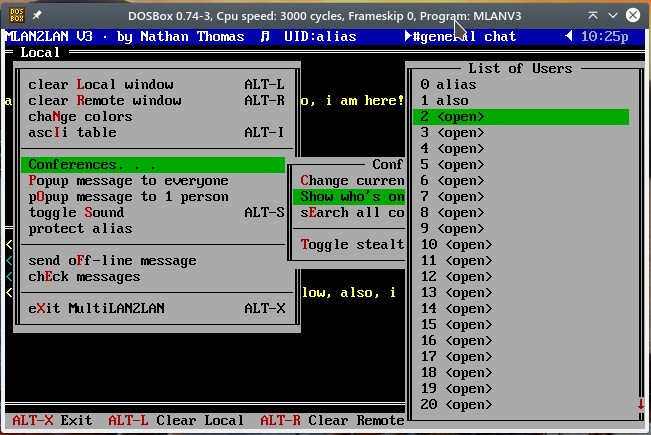 DOSBox 0.74-3, Cpu speed: 3000 cycles, Frameskip 0, Program: MLANV3
MLAN2LAN V3 · by Nathan Thomas ♬ UID:alias ►#general chat ◄ 10:25p
Local
clear Local window ALT-L
clear Remote window ALT-R
chaNge colors
ascIi table ALT-I
Conferences. . .
Popup message to everyone
pOpup message to 1 person
toggle Sound ALT-S
protect alias
send oFf-line message
chEck messages
eXit MultiLAN2LAN ALT-X
a
o, i am here!
<
<
<
low, also, i
Conf
Change curren
Show who's on
sEarch all co
Toggle stealt
List of Users
0 alias
1 also
2 <open>
3 <open>
4 <open>
5 <open>
6 <open>
7 <open>
8 <open>
9 <open>
10 <open>
11 <open>
12 <open>
13 <open>
14 <open>
15 <open>
16 <open>
17 <open>
18 <open>
19 <open>
20 <open> ↓
ALT-X Exit ALT-L Clear Local ALT-R Clear Remote